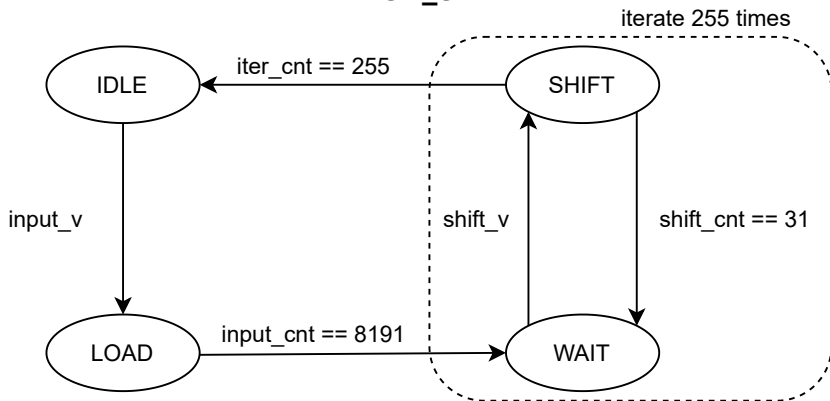 iterate 255 times
IDLE
iter_cnt == 255
SHIFT
input_v
shift_v
shift_cnt == 31
LOAD
input_cnt == 8191
WAIT